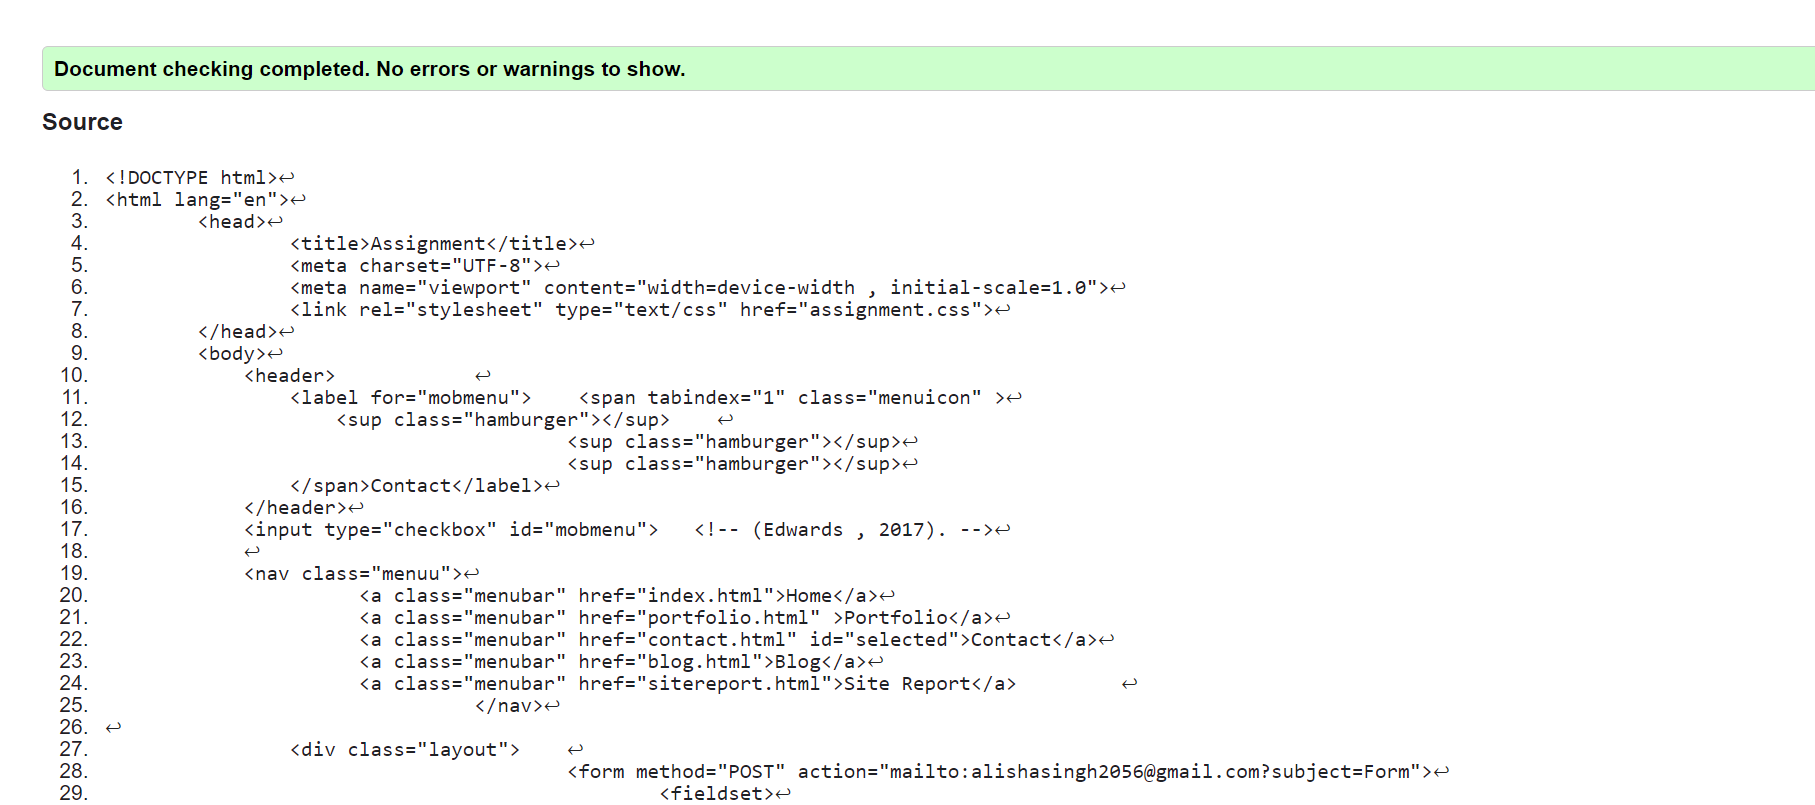 Document checking completed. No errors or warnings to show.
Source
1. <!DOCTYPE html>↩
2. <html lang="en">↩
3. <head>↩
4. <title>Assignment</title>↩
5. <meta charset="UTF-8">↩
6. <meta name="viewport" content="width=device-width , initial-scale=1.0">↩
7. <link rel="stylesheet" type="text/css" href="assignment.css">↩
8. </head>↩
9. <body>↩
10. <header> ↩
11. <label for="mobmenu"> <span tabindex="1" class="menuicon" >↩
12. <sup class="hamburger"></sup> ↩
13. <sup class="hamburger"></sup>↩
14. <sup class="hamburger"></sup>↩
15. </span>Contact</label>↩
16. </header>↩
17. <input type="checkbox" id="mobmenu"> <!-- (Edwards , 2017). -->↩
18. ↩
19. <nav class="menuu">↩
20. <a class="menubar" href="index.html">Home</a>↩
21. <a class="menubar" href="portfolio.html" >Portfolio</a>↩
22. <a class="menubar" href="contact.html" id="selected">Contact</a>↩
23. <a class="menubar" href="blog.html">Blog</a>↩
24. <a class="menubar" href="sitereport.html">Site Report</a> ↩
25. </nav>↩
26. ↩
27. <div class="layout"> ↩
28. <form method="POST" action="mailto:alishasingh2056@gmail.com?subject=Form">↩
29. <fieldset>↩